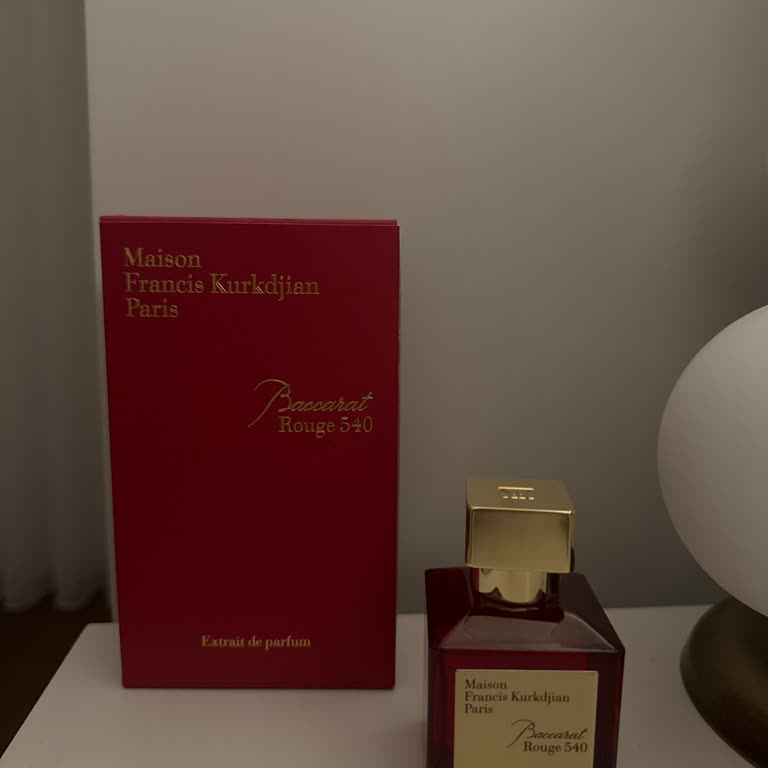 Maison
Francis Kurkdjian
Paris
Baccarat
Rouge 540
Extrait de parfum
Maison
Francis Kurkdjian
Paris
Baccarat
Rouge 540